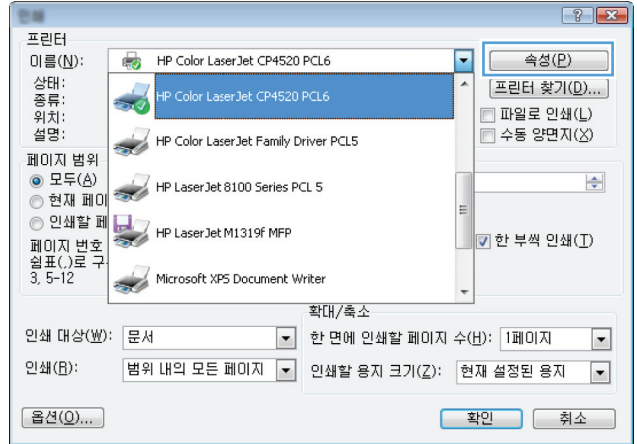 인쇄
프린터
이름(N): HP Color LaserJet CP4520 PCL6 속성(P)
상태: HP Color LaserJet CP4520 PCL6 프린터 찾기(D)...
종류:
위치: 파일로 인쇄(L)
설명: HP Color LaserJet Family Driver PCL5 수동 양면지(X)
페이지 범위
모두(A) HP LaserJet 8100 Series PCL 5
현재 페이
인쇄할 페 HP LaserJet M1319f MFP
페이지 번호 한 부씩 인쇄(T)
쉼표(,)로 구
3, 5-12 Microsoft XPS Document Writer
확대/축소
인쇄 대상(W): 문서 한 면에 인쇄할 페이지 수(H): 1페이지
인쇄(R): 범위 내의 모든 페이지 인쇄할 용지 크기(Z): 현재 설정된 용지
옵션(O)... 확인 취소